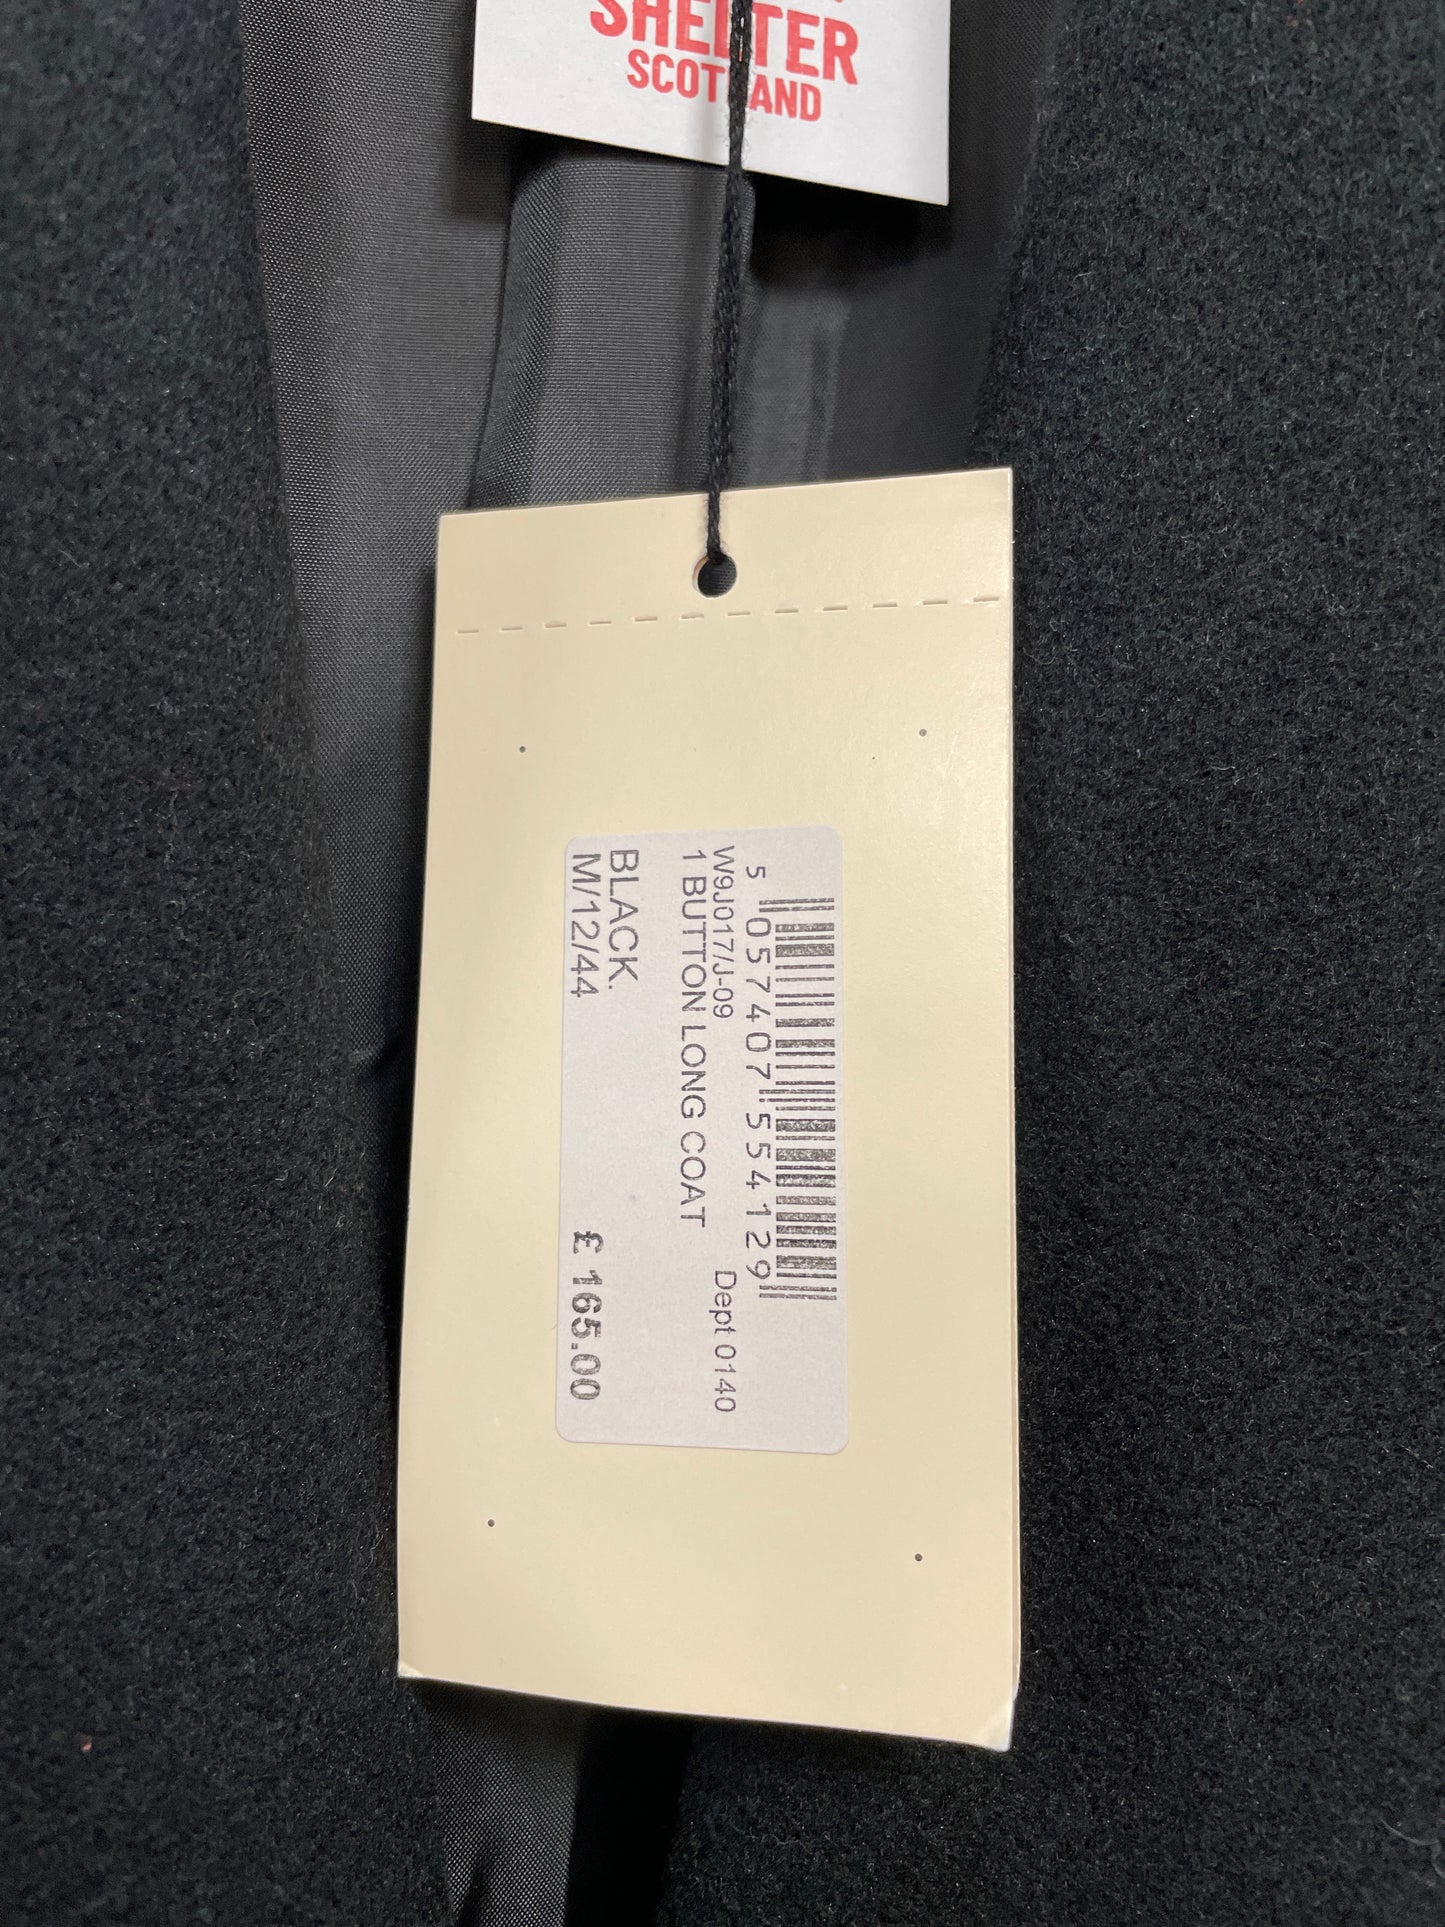 SHELTER
SCOTLAND
5 057407 554129
W9J017/J-09 Dept 0140
1 BUTTON LONG COAT
BLACK.
M/12/44 £ 165.00